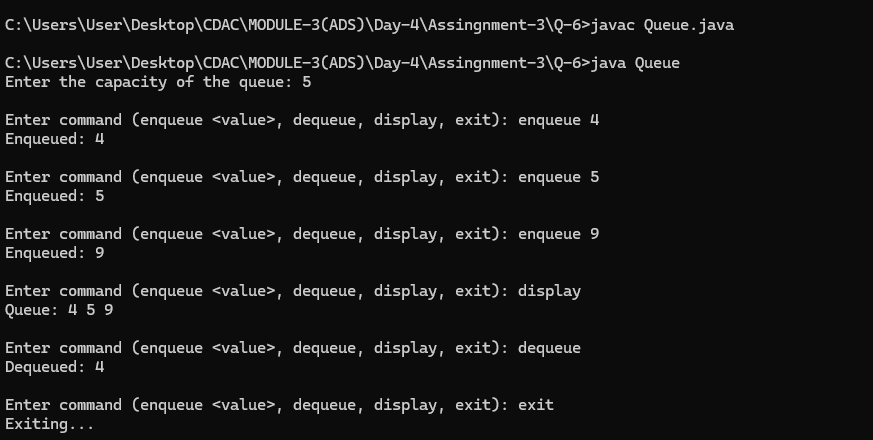 C:\Users\User\Desktop\CDAC\MODULE-3(ADS)\Day-4\Assingnment-3\Q-6>javac Queue.java
C:\Users\User\Desktop\CDAC\MODULE-3(ADS)\Day-4\Assingnment-3\Q-6>java Queue
Enter the capacity of the queue: 5
Enter command (enqueue <value>, dequeue, display, exit): enqueue 4
Enqueued: 4
Enter command (enqueue <value>, dequeue, display, exit): enqueue 5
Enqueued: 5
Enter command (enqueue <value>, dequeue, display, exit): enqueue 9
Enqueued: 9
Enter command (enqueue <value>, dequeue, display, exit): display
Queue: 4 5 9
Enter command (enqueue <value>, dequeue, display, exit): dequeue
Dequeued: 4
Enter command (enqueue <value>, dequeue, display, exit): exit
Exiting...